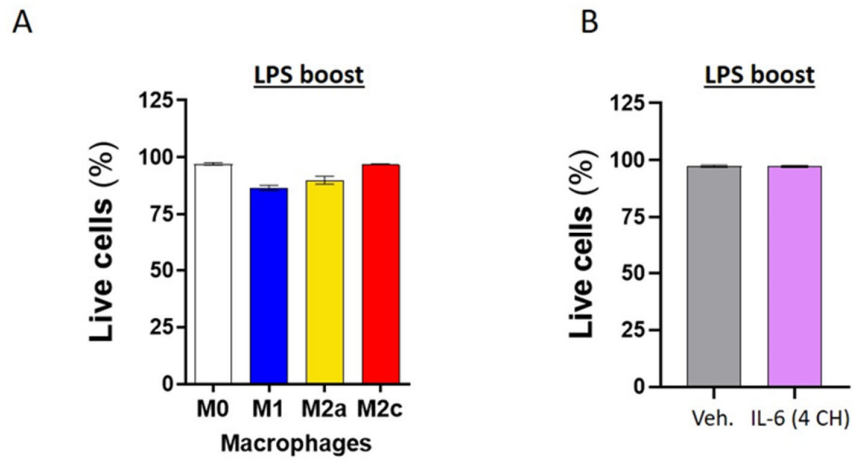 A
LPS boost
Live cells (%)
125
100
75
50
25
0
M0 M1 M2a M2c
Macrophages
B
LPS boost
Live cells (%)
125
100
75
50
25
0
Veh. IL-6 (4 CH)